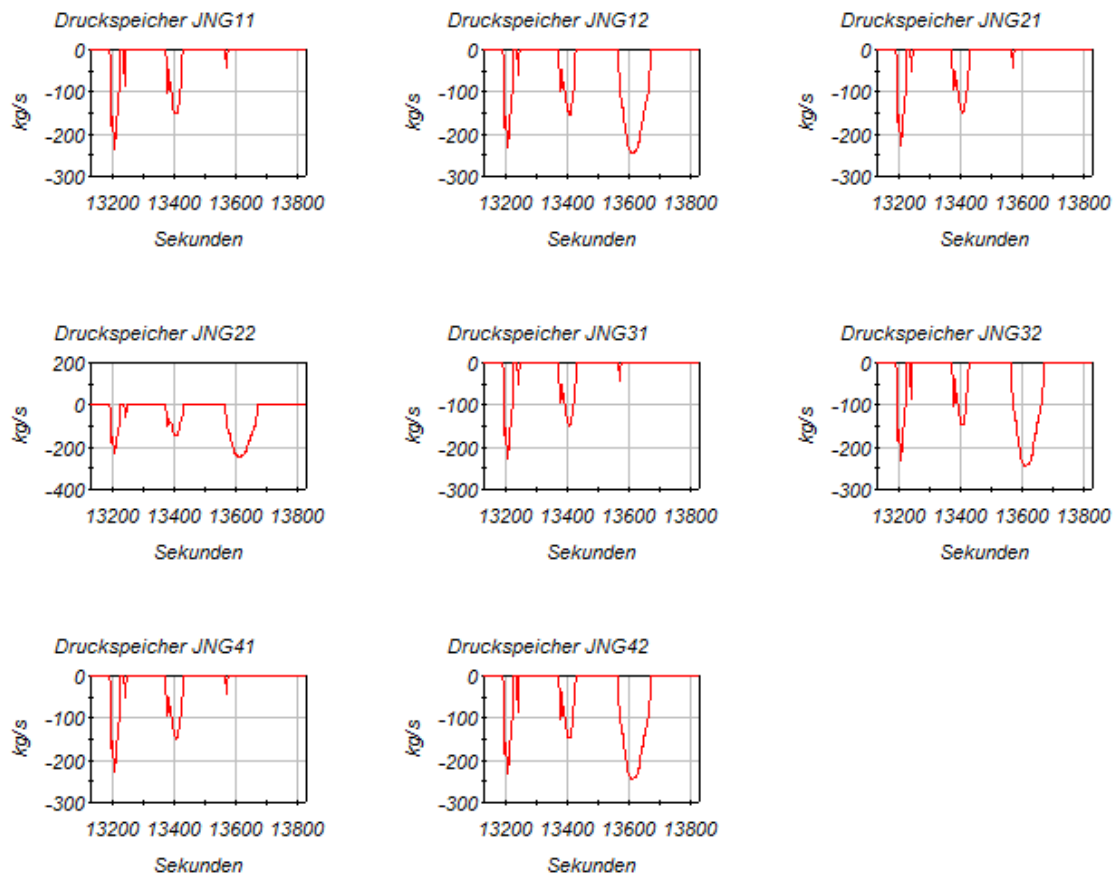 Druckspeicher JNG11
0
-100
-200
-300
kg/s
13200 13400 13600 13800
Sekunden
Druckspeicher JNG12
0
-100
-200
-300
kg/s
13200 13400 13600 13800
Sekunden
Druckspeicher JNG21
0
-100
-200
-300
kg/s
13200 13400 13600 13800
Sekunden
Druckspeicher JNG22
200
0
-200
-400
kg/s
13200 13400 13600 13800
Sekunden
Druckspeicher JNG31
0
-100
-200
-300
kg/s
13200 13400 13600 13800
Sekunden
Druckspeicher JNG32
0
-100
-200
-300
kg/s
13200 13400 13600 13800
Sekunden
Druckspeicher JNG41
0
-100
-200
-300
kg/s
13200 13400 13600 13800
Sekunden
Druckspeicher JNG42
0
-100
-200
-300
kg/s
13200 13400 13600 13800
Sekunden